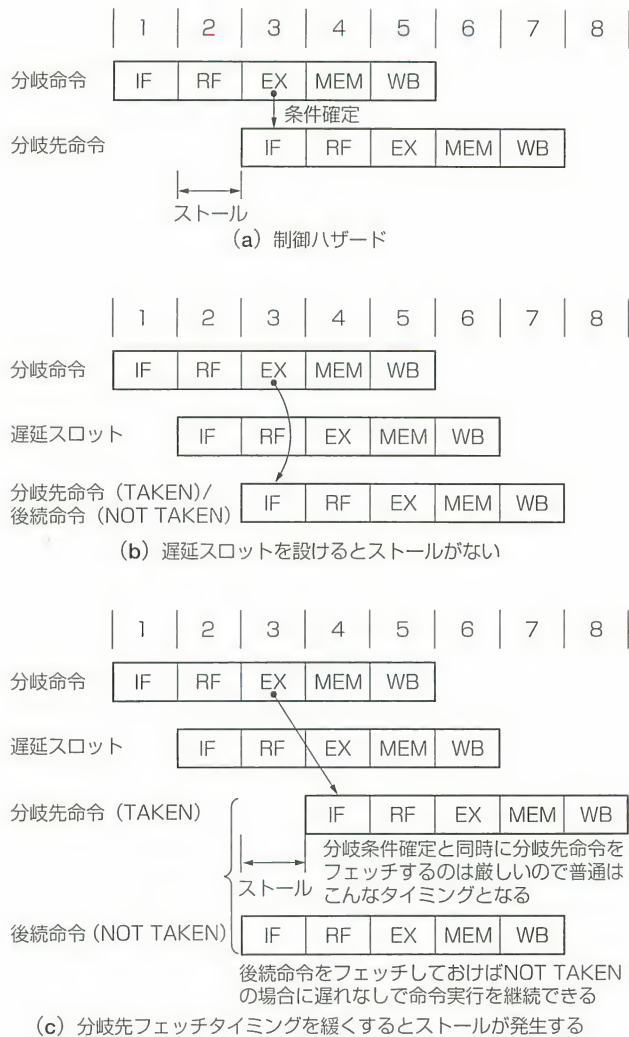 1 2 3 4 5 6 7 8
分岐命令 IF RF EX MEM WB
条件確定
分岐先命令 IF RF EX MEM WB
ストール
(a) 制御ハザード
1 2 3 4 5 6 7 8
分岐命令 IF RF EX MEM WB
遅延スロット IF RF EX MEM WB
分岐先命令（TAKEN）/
後続命令（NOT TAKEN） IF RF EX MEM WB
(b) 遅延スロットを設けるとストールがない
1 2 3 4 5 6 7 8
分岐命令 IF RF EX MEM WB
遅延スロット IF RF EX MEM WB
分岐先命令（TAKEN） IF RF EX MEM WB
分岐条件確定と同時に分岐先命令を
フェッチするのは厳しいので普通は
こんなタイミングとなる
ストール
後続命令（NOT TAKEN） IF RF EX MEM WB
後続命令をフェッチしておけばNOT TAKEN
の場合に遅れなしで命令実行を継続できる
(c) 分岐先フェッチタイミングを緩くするとストールが発生する